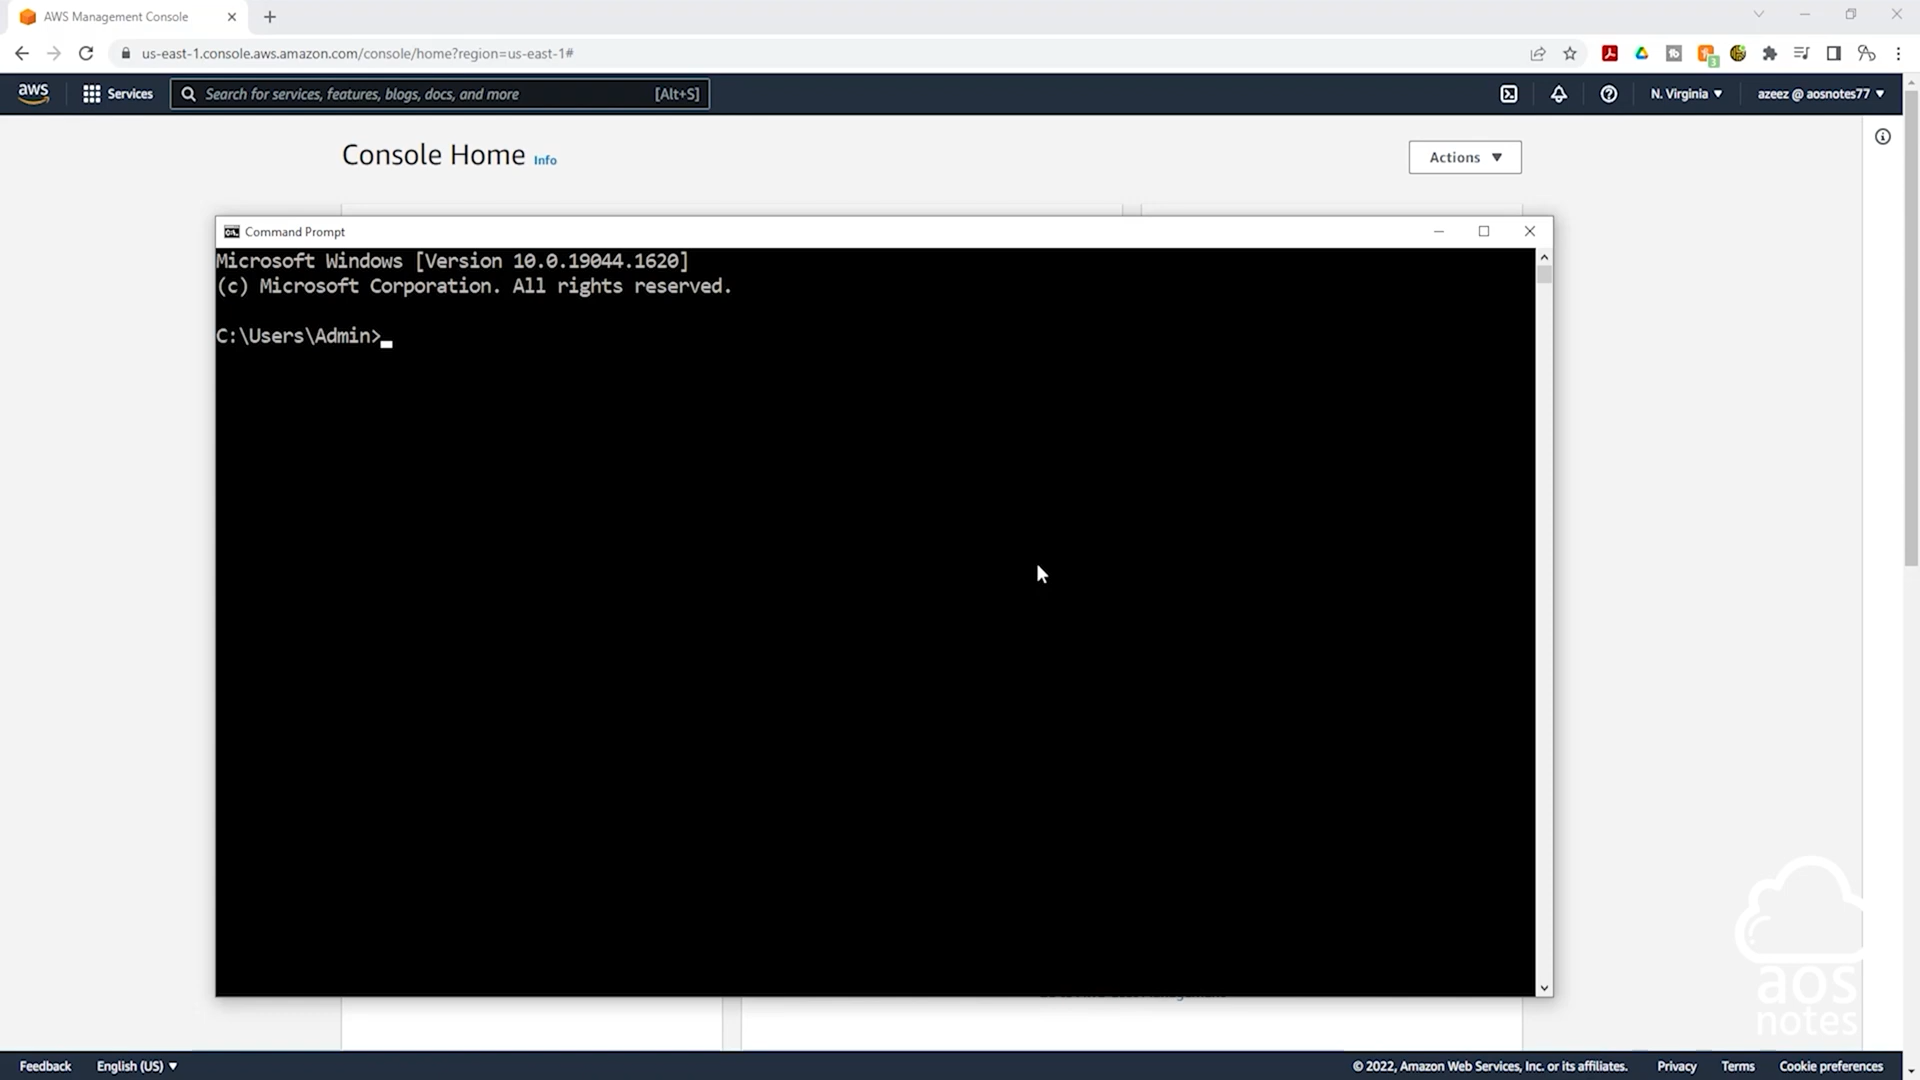 AWS Management Console
us-east-1.console.aws.amazon.com/console/home?region=us-east-1#
3
aws
Services
Search for services, features, blogs, docs, and more
[Alt+S]
N. Virginia
azeez @ aosnotes77
Console Home Info
Actions
Command Prompt
Microsoft Windows [Version 10.0.19044.1620]
(c) Microsoft Corporation. All rights reserved.
C:\Users\Admin>
aos
notes
Feedback
English (US)
© 2022, Amazon Web Services, Inc. or its affiliates.
Privacy
Terms
Cookie preferences